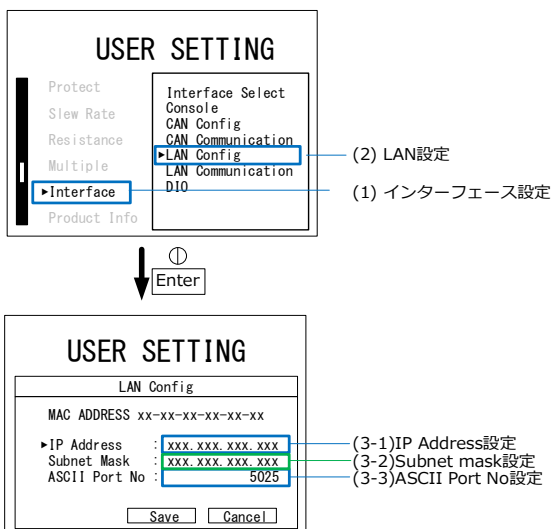 USER SETTING
Protect
Slew Rate
Resistance
Multiple
►Interface
Product Info
Interface Select
Console
CAN Config
CAN Communication
►LAN Config
LAN Communication
DIO
(2) LAN設定
(1) インターフェース設定
Enter
USER SETTING
LAN Config
MAC ADDRESS xx-xx-xx-xx-xx-xx
►IP Address : xxx.xxx.xxx.xxx
Subnet Mask : xxx.xxx.xxx.xxx
ASCII Port No : 5025
(3-1)IP Address設定
(3-2)Subnet mask設定
(3-3)ASCII Port No設定
Save Cancel